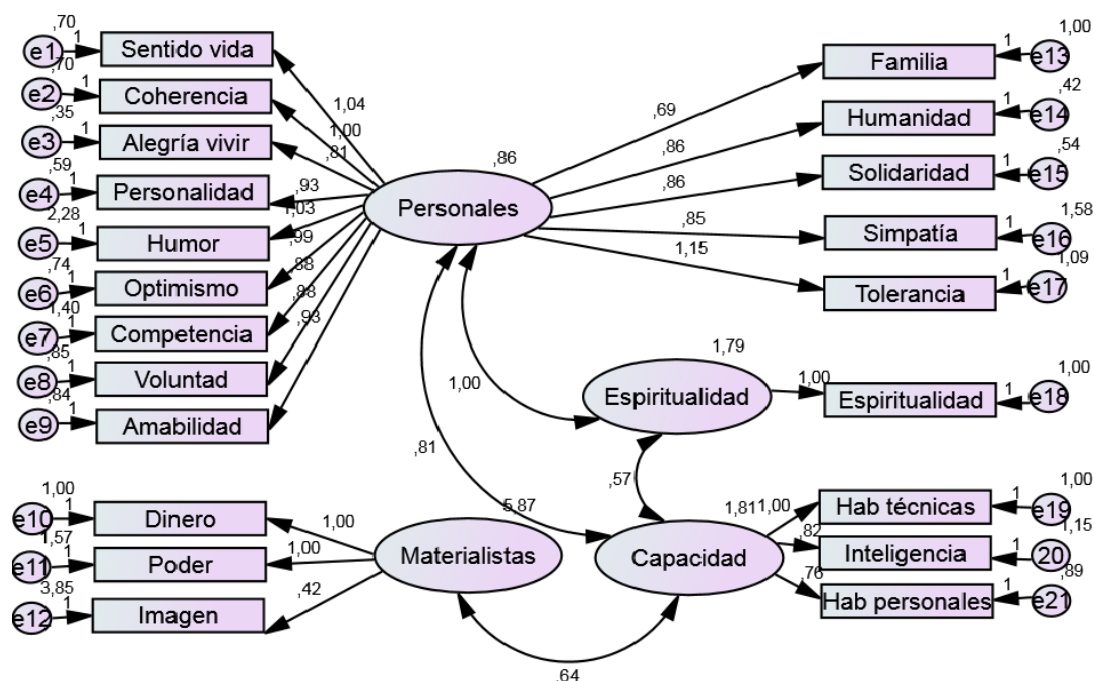 ,70
e1
1
Sentido vida
,70
e2
1
Coherencia
,35
e3
1
Alegría vivir
,59
e4
1
Personalidad
2,28
e5
1
Humor
,74
e6
1
Optimismo
1,40
e7
1
Competencia
,85
e8
1
Voluntad
,84
e9
1
Amabilidad
1,04
1,00
,81
,93
1,03
,99
,88
,88
,93
,86
Personales
,69
,86
,86
,85
1,15
1,00
1
e13
Familia
,42
1
e14
Humanidad
,54
1
e15
Solidaridad
1,58
1
e16
Simpatía
1,09
1
e17
Tolerancia
1,79
Espiritualidad
1,00
Espiritualidad
1
1,00
e18
1,00
,81
,57
1,00
e10
1
Dinero
1,57
e11
1
Poder
3,85
e12
1
Imagen
1,00
1,00
,42
5,87
Materialistas
1,81
Capacidad
1,00
,82
,76
Hab técnicas
1
1,00
e19
Inteligencia
1
1,15
20
Hab personales
1
,89
e21
,64